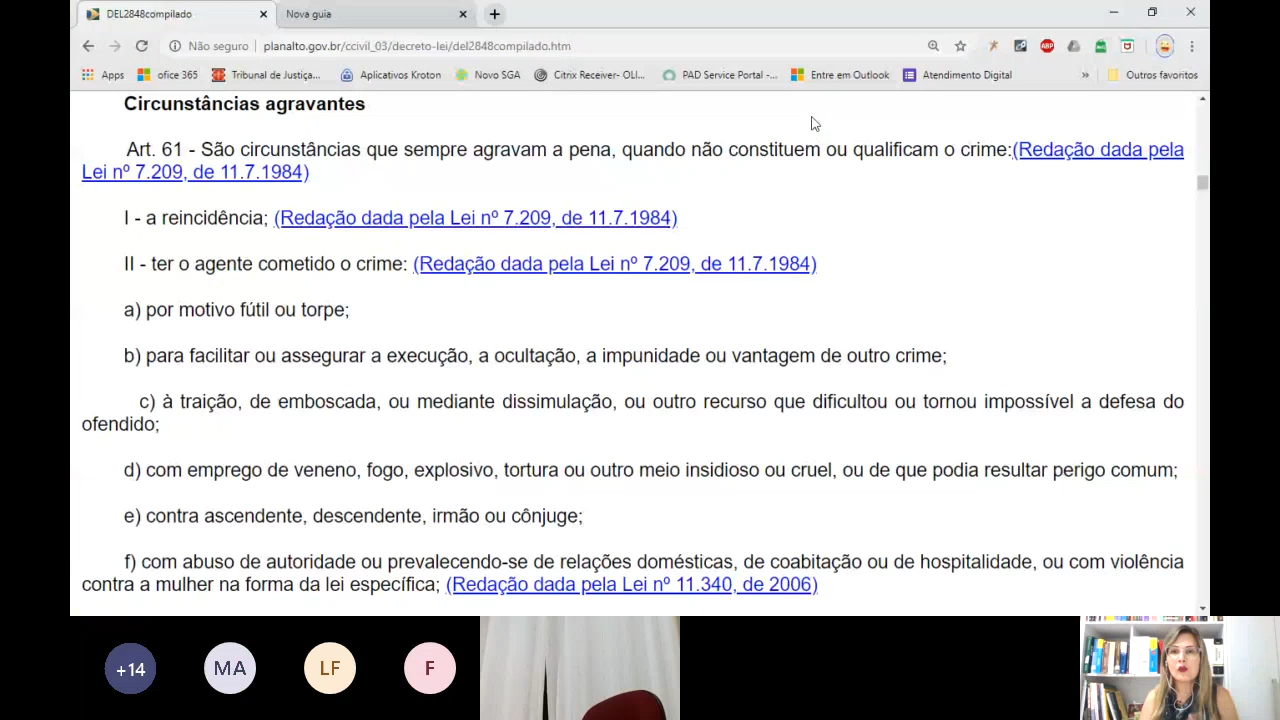 DEL2848compilado
Nova guia
Não seguro | planalto.gov.br/ccivil_03/decreto-lei/del2848compilado.htm
ABP
Apps office 365 Tribunal de Justiça... Aplicativos Kroton Novo SGA Citrix Receiver- OLI... PAD Service Portal -... Entre em Outlook Atendimento Digital » Outros favoritos
Circunstâncias agravantes
Art. 61 - São circunstâncias que sempre agravam a pena, quando não constituem ou qualificam o crime:(Redação dada pela
Lei nº 7.209, de 11.7.1984)
I - a reincidência; (Redação dada pela Lei nº 7.209, de 11.7.1984)
II - ter o agente cometido o crime: (Redação dada pela Lei nº 7.209, de 11.7.1984)
a) por motivo fútil ou torpe;
b) para facilitar ou assegurar a execução, a ocultação, a impunidade ou vantagem de outro crime;
c) à traição, de emboscada, ou mediante dissimulação, ou outro recurso que dificultou ou tornou impossível a defesa do
ofendido;
d) com emprego de veneno, fogo, explosivo, tortura ou outro meio insidioso ou cruel, ou de que podia resultar perigo comum;
e) contra ascendente, descendente, irmão ou cônjuge;
f) com abuso de autoridade ou prevalecendo-se de relações domésticas, de coabitação ou de hospitalidade, ou com violência
contra a mulher na forma da lei específica; (Redação dada pela Lei nº 11.340, de 2006)
+14 MA LF F